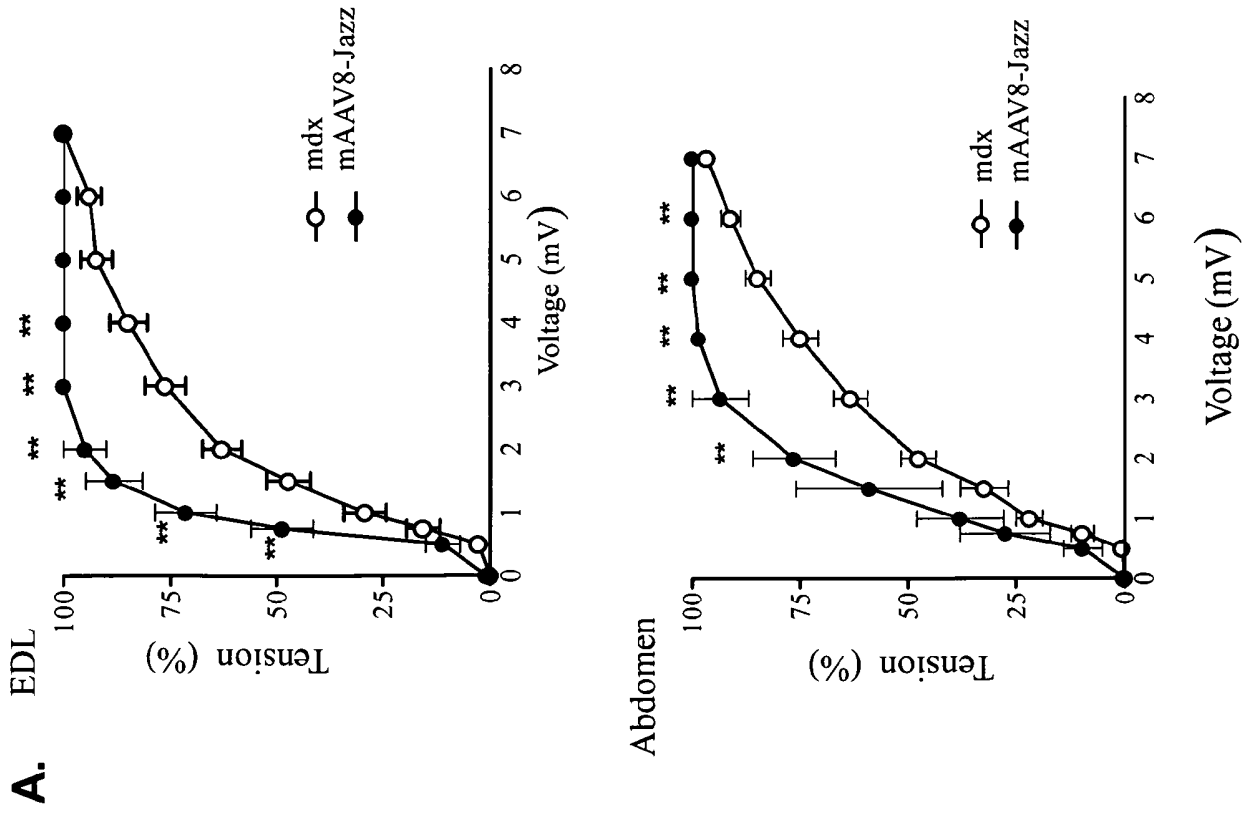 A.
EDL
Tension (%)
100
75
50
25
0
0 1 2 3 4 5 6 7 8
Voltage (mV)
** ** ** ** ** **
mdx
mAAV8-Jazz
Abdomen
Tension (%)
100
75
50
25
0
0 1 2 3 4 5 6 7 8
Voltage (mV)
** ** ** ** **
mdx
mAAV8-Jazz